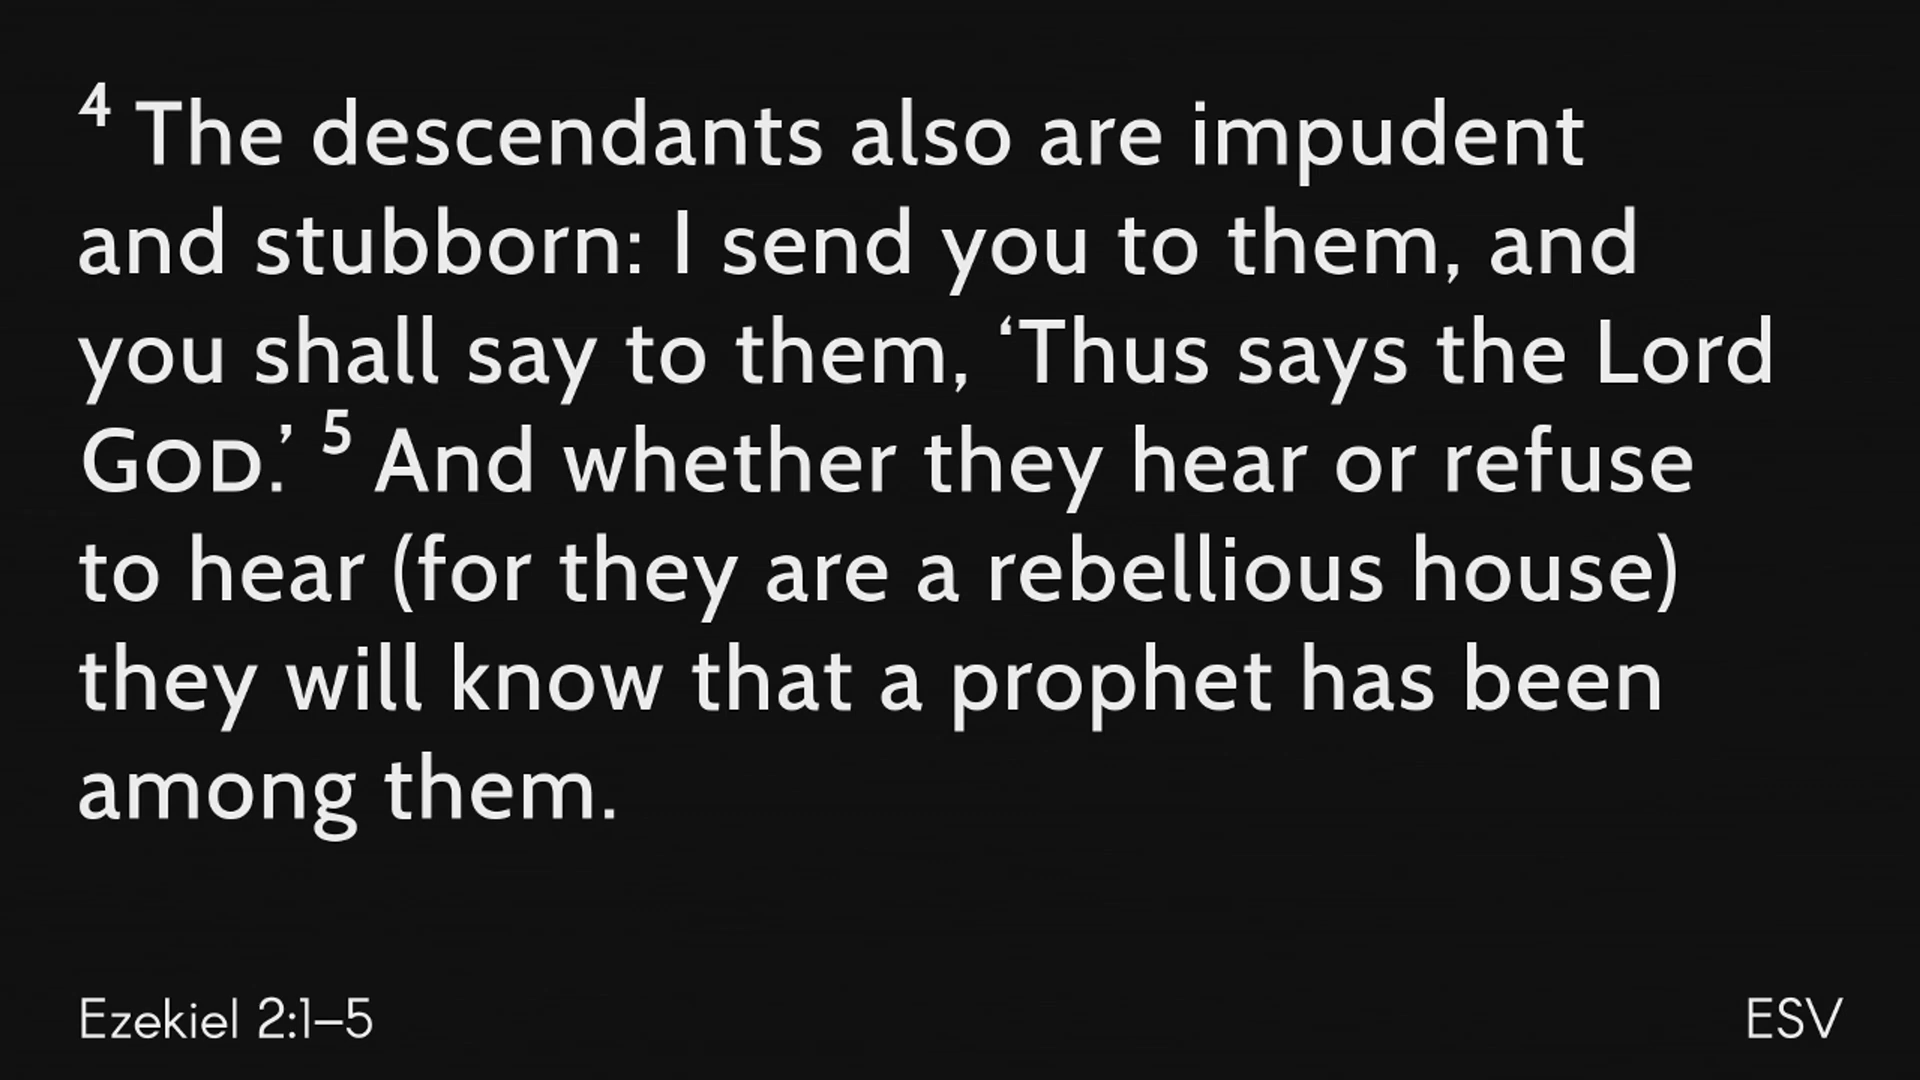 4 The descendants also are impudent
and stubborn: I send you to them, and
you shall say to them, ‘Thus says the Lord
GOD.’ 5 And whether they hear or refuse
to hear (for they are a rebellious house)
they will know that a prophet has been
among them.
Ezekiel 2:1–5
ESV